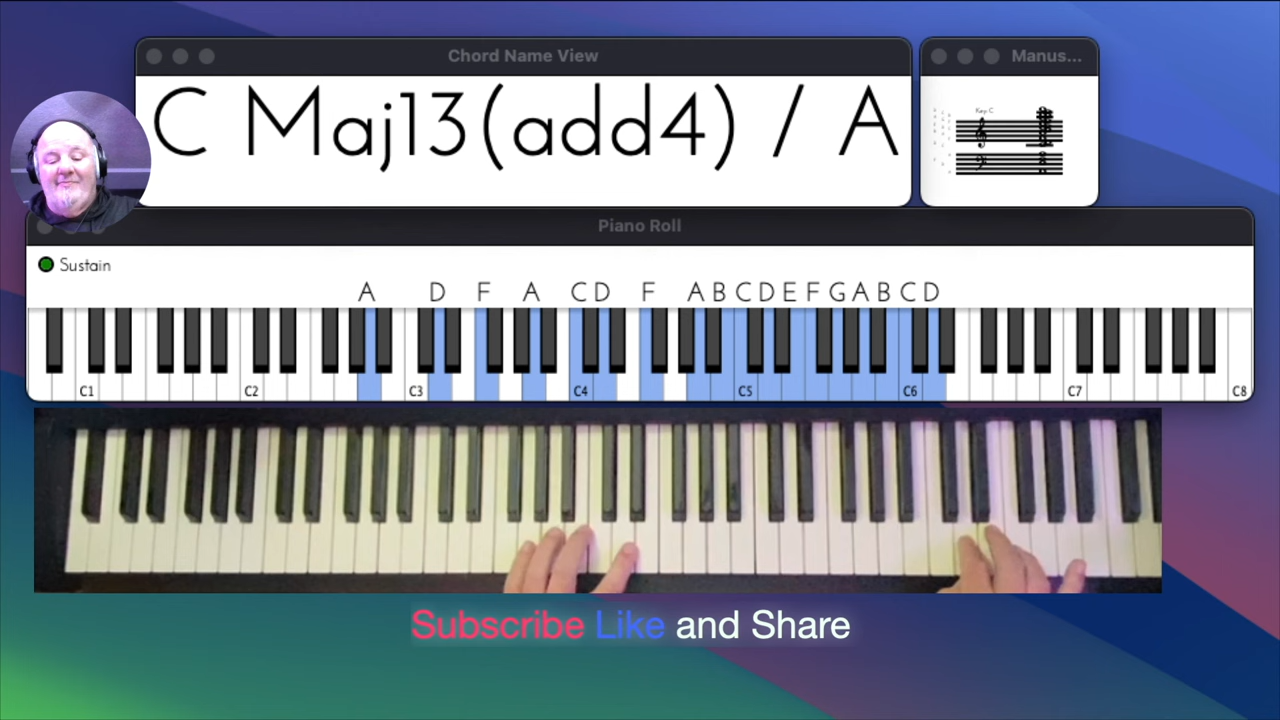 Chord Name View
Manus...
C Maj13(add4) / A
Key C
Piano Roll
Sustain
A D F A C D F A B C D E F G A B C D
C1 C2 C3 C4 C5 C6 C7 C8
Subscribe Like and Share